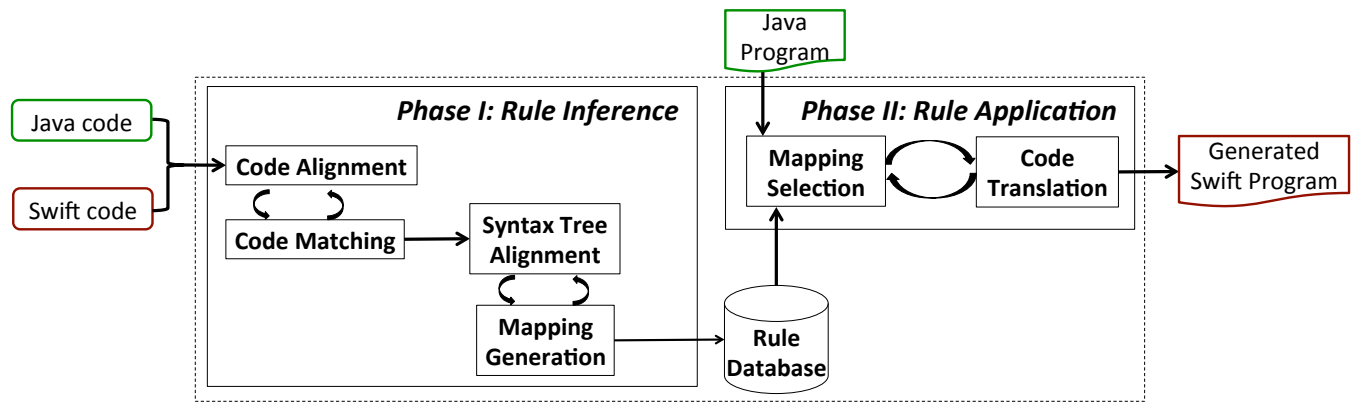 Java
Program
Phase I: Rule Inference
Phase II: Rule Application
Java code
Swift code
Code Alignment
Code Matching
Syntax Tree
Alignment
Mapping
Generation
Rule
Database
Mapping
Selection
Code
Translation
Generated
Swift Program